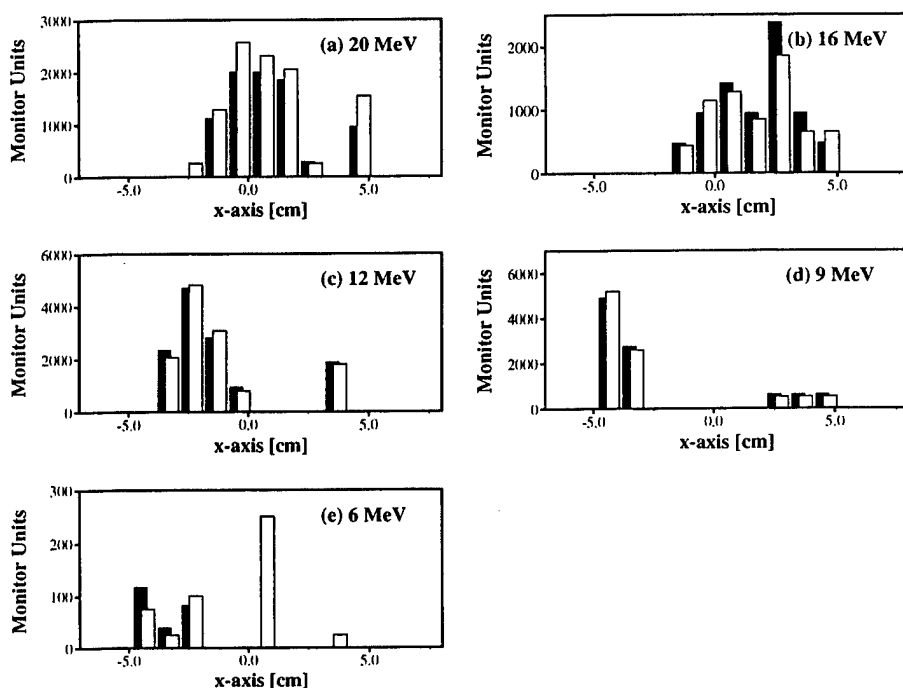 3000
2000
1000
0
Monitor Units
(a) 20 MeV
-5.0
0.0
5.0
x-axis [cm]
2000
1000
0
Monitor Units
(b) 16 MeV
-5.0
0.0
5.0
x-axis [cm]
6000
4000
2000
0
Monitor Units
(c) 12 MeV
-5.0
0.0
5.0
x-axis [cm]
6000
4000
2000
0
Monitor Units
(d) 9 MeV
-5.0
0.0
5.0
x-axis [cm]
300
200
100
0
Monitor Units
(e) 6 MeV
-5.0
0.0
5.0
x-axis [cm]